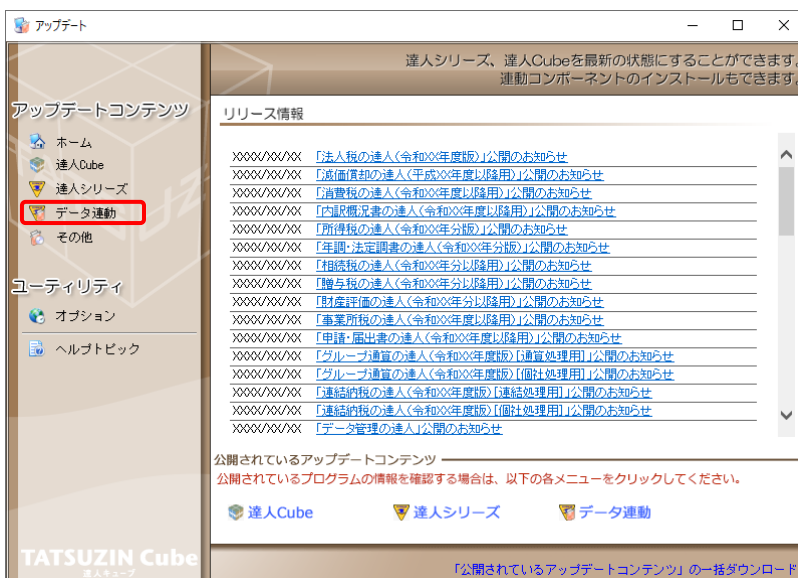 アップデート
達人シリーズ、達人Cubeを最新の状態にすることができます。
連動コンポーネントのインストールもできます。
アップデートコンテンツ
ホーム
達人Cube
達人シリーズ
データ連動
その他
ユーティリティ
オプション
ヘルプトピック
TATSUZIN Cube
達人キューブ
リリース情報
XXXX/XX/XX 「法人税の達人(令和XX年度版)」公開のお知らせ
XXXX/XX/XX 「減価償却の達人(平成XX年度以降用)」公開のお知らせ
XXXX/XX/XX 「消費税の達人(令和XX年度以降用)」公開のお知らせ
XXXX/XX/XX 「内訳概況書の達人(令和XX年度以降用)」公開のお知らせ
XXXX/XX/XX 「所得税の達人(令和XX年分版)」公開のお知らせ
XXXX/XX/XX 「年調・法定調書の達人(令和XX年分版)」公開のお知らせ
XXXX/XX/XX 「相続税の達人(令和XX年分以降用)」公開のお知らせ
XXXX/XX/XX 「贈与税の達人(令和XX年分以降用)」公開のお知らせ
XXXX/XX/XX 「財産評価の達人(令和XX年分以降用)」公開のお知らせ
XXXX/XX/XX 「事業所税の達人(令和XX年度以降用)」公開のお知らせ
XXXX/XX/XX 「申請・届出書の達人(令和XX年度以降用)」公開のお知らせ
XXXX/XX/XX 「グループ通算の達人(令和XX年度版)[通算処理用]」公開のお知らせ
XXXX/XX/XX 「グループ通算の達人(令和XX年度版)[個社処理用]」公開のお知らせ
XXXX/XX/XX 「連結納税の達人(令和XX年度版)[連結処理用]」公開のお知らせ
XXXX/XX/XX 「連結納税の達人(令和XX年度版)[個社処理用]」公開のお知らせ
XXXX/XX/XX 「データ管理の達人」公開のお知らせ
公開されているアップデートコンテンツ
公開されているプログラムの情報を確認する場合は、以下の各メニューをクリックしてください。
達人Cube 達人シリーズ データ連動
「公開されているアップデートコンテンツ」の一括ダウンロード